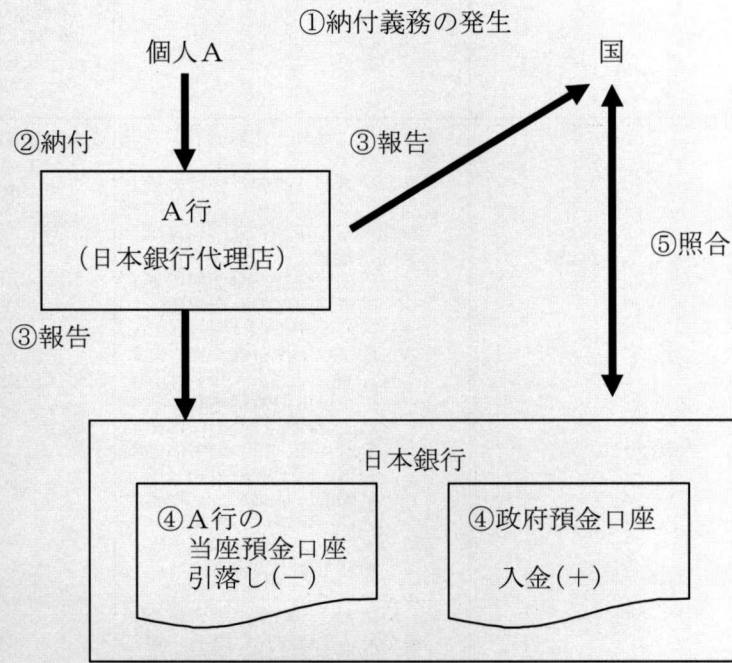 ①納付義務の発生
個人A
国
②納付
③報告
A行
（日本銀行代理店）
⑤照合
③報告
日本銀行
④A行の
当座預金口座
引落し(－)
④政府預金口座
入金(＋)